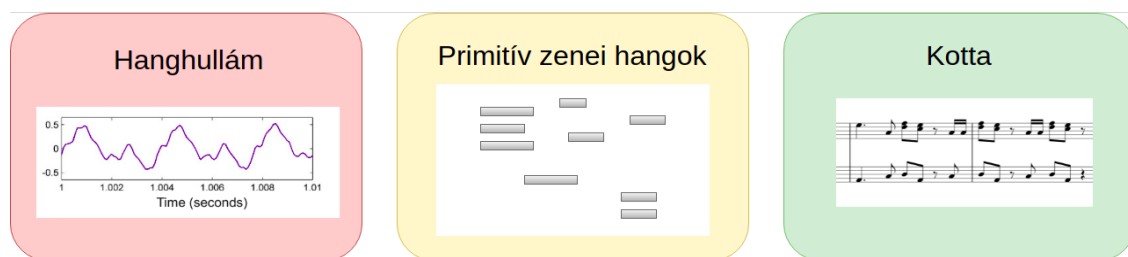 Hanghullám
Primitív zenei hangok
Kotta
0.5
0
-0.5
1 1.002 1.004 1.006 1.008 1.01
Time (seconds)